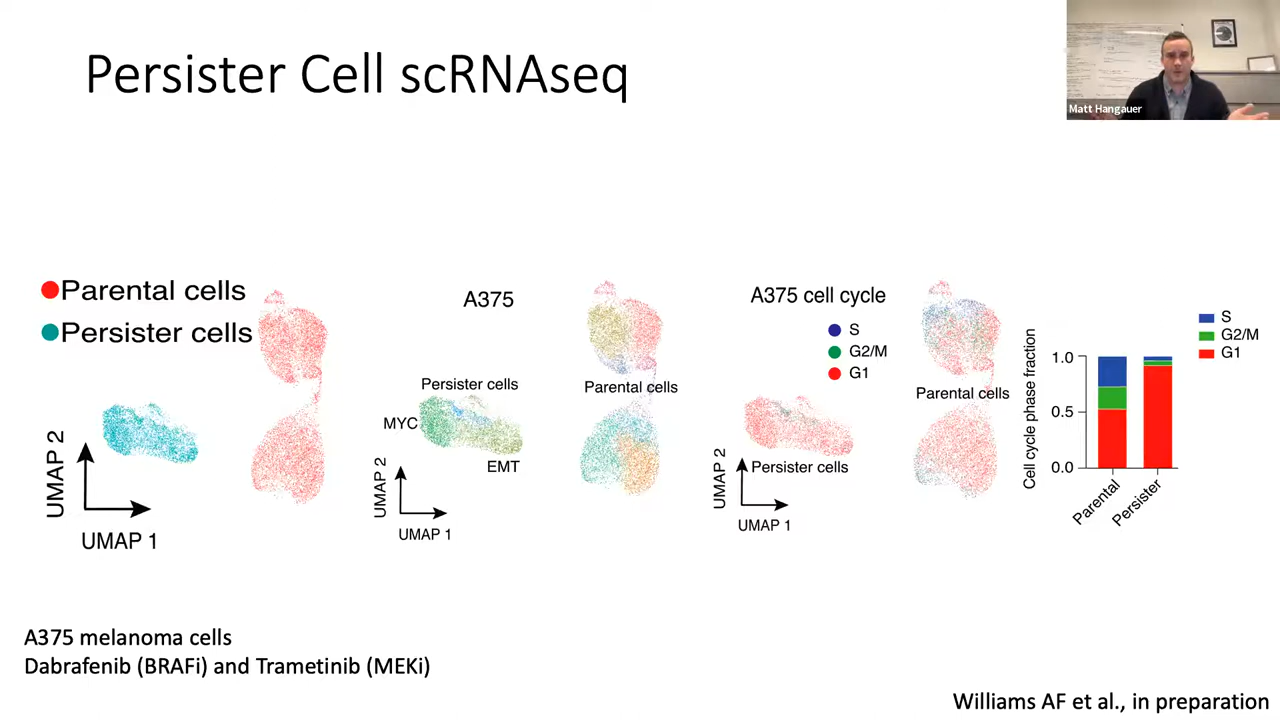 Persister Cell scRNAseq
Matt Hangauer
Parental cells
Persister cells
UMAP 2
UMAP 1
A375
Persister cells
Parental cells
MYC
EMT
UMAP 2
UMAP 1
A375 cell cycle
S
G2/M
G1
Parental cells
Persister cells
UMAP 2
UMAP 1
Cell cycle phase fraction
1.0
0.5
0.0
Parental
Persister
S
G2/M
G1
A375 melanoma cells
Dabrafenib (BRAFi) and Trametinib (MEKi)
Williams AF et al., in preparation